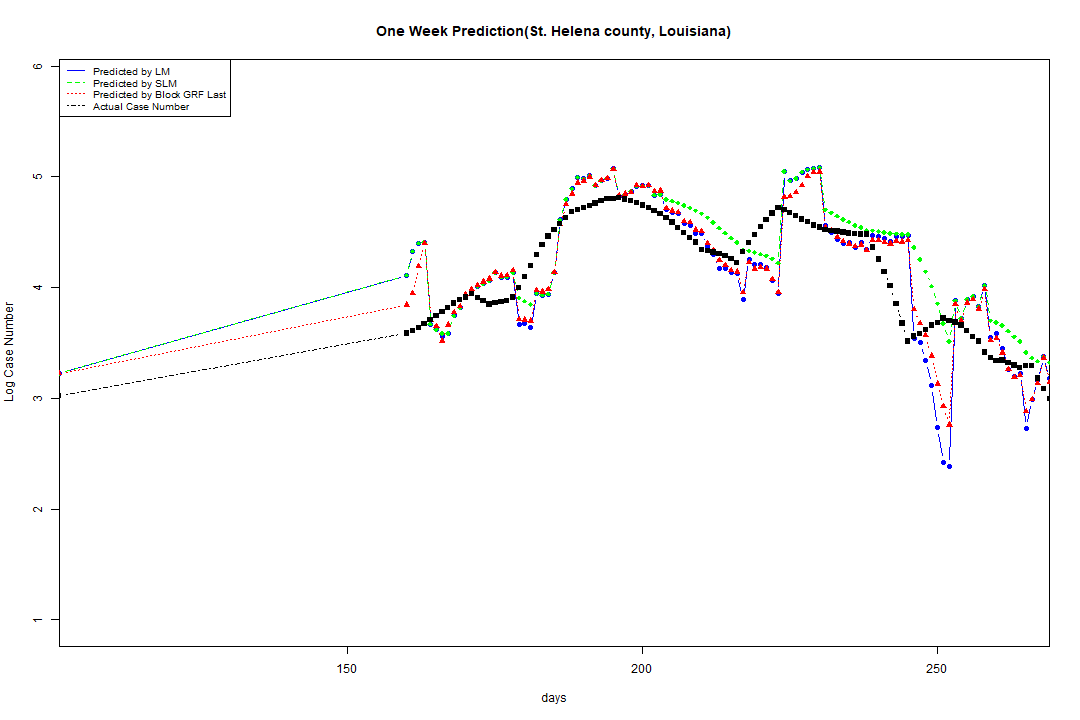 One Week Prediction(St. Helena county, Louisiana)
Predicted by LM
Predicted by SLM
Predicted by Block GRF Last
Actual Case Number
6
5
4
3
2
1
Log Case Number
150
200
250
days